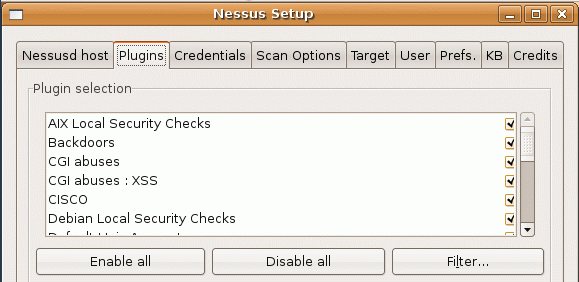 Nessus Setup
Nessusd host Plugins Credentials Scan Options Target User Prefs. KB Credits
Plugin selection
AIX Local Security Checks
Backdoors
CGI abuses
CGI abuses : XSS
CISCO
Debian Local Security Checks
Enable all Disable all Filter...